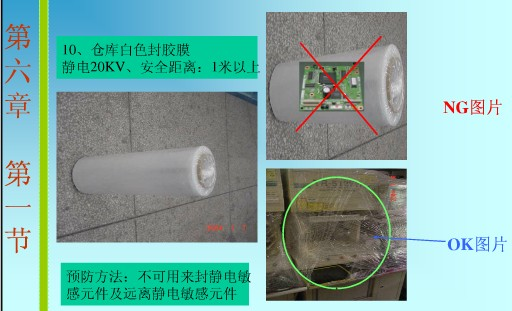 第六章 第一节
10、仓库白色封胶膜
静电20KV、安全距离：1米以上
NG图片
OK图片
预防方法：不可用来封静电敏
感元件及远离静电敏感元件